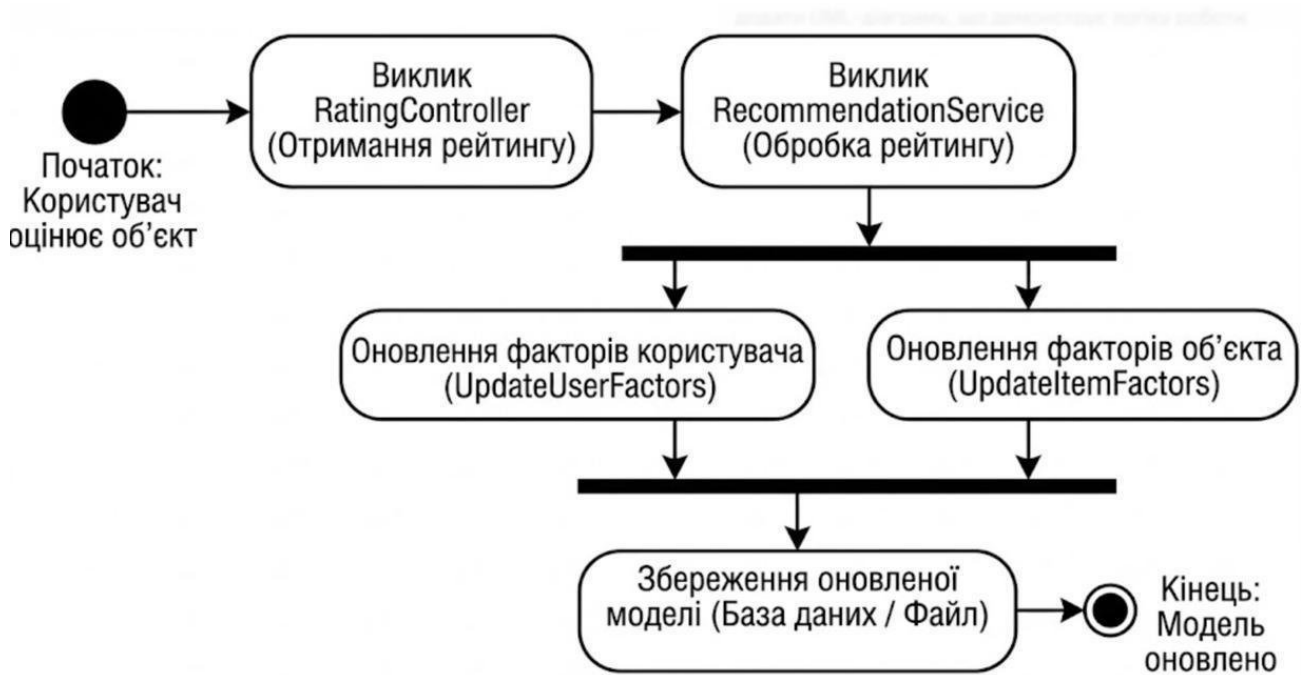 Виклик
RatingController
(Отримання рейтингу)
Виклик
RecommendationService
(Обробка рейтингу)
Початок:
Користувач
оцінює об’єкт
Оновлення факторів користувача
(UpdateUserFactors)
Оновлення факторів об’єкта
(UpdateItemFactors)
Збереження оновленої
моделі (База даних / Файл)
Кінець:
Модель
оновлено